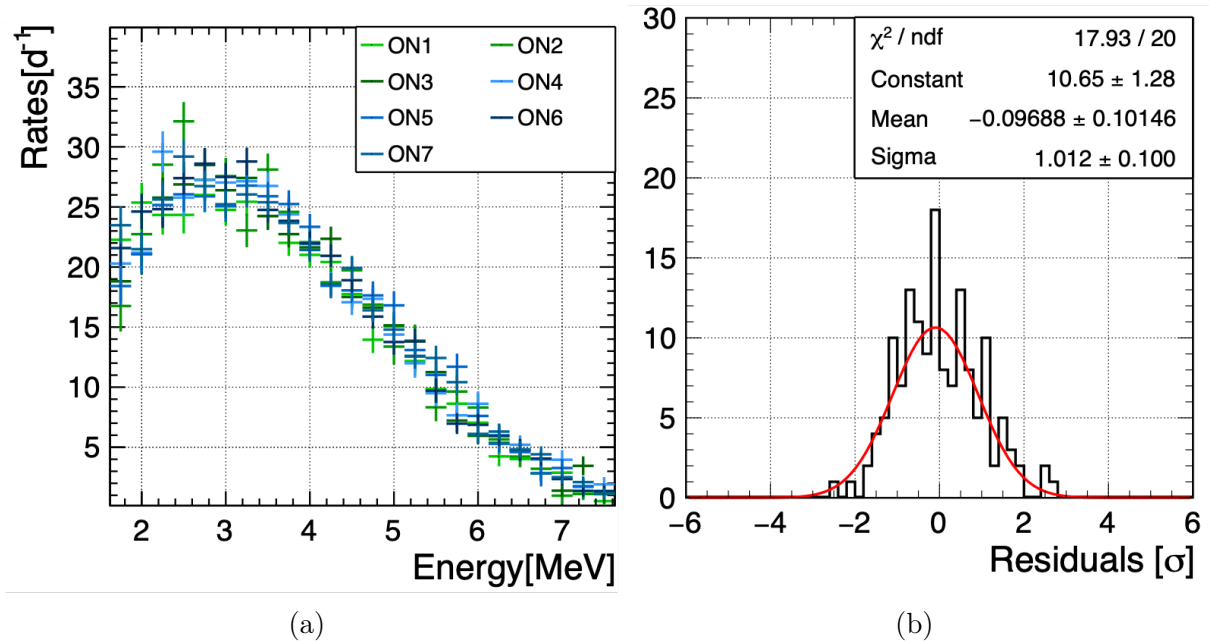 Rates[d⁻¹]
35
30
25
20
15
10
5
2 3 4 5 6 7
Energy[MeV]
ON1 ON2
ON3 ON4
ON5 ON6
ON7
(a)
30
25
20
15
10
5
0
−6 −4 −2 0 2 4 6
Residuals [σ]
χ² / ndf 17.93 / 20
Constant 10.65 ± 1.28
Mean −0.09688 ± 0.10146
Sigma 1.012 ± 0.100
(b)